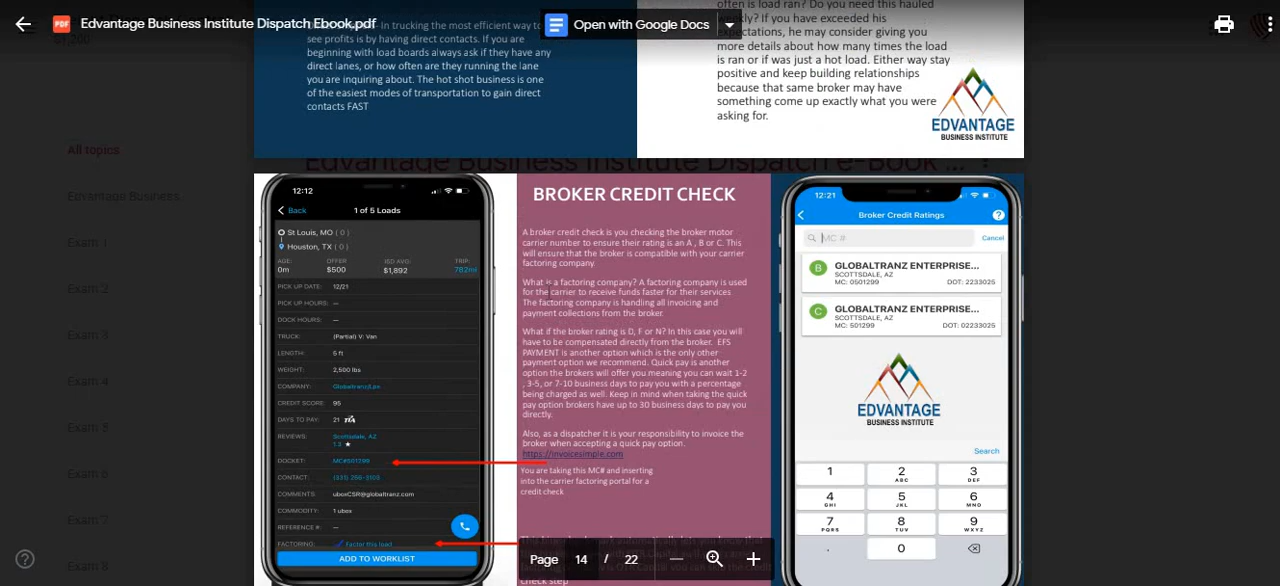 Edvantage Business Institute Dispatch Ebook.pdf
PDF
Open with Google Docs
In trucking the most efficient way to
see profits is by having direct contacts. If you are
beginning with load boards always ask if they have any
direct lanes, or how often are they running the lane
you are inquiring about. The hot shot business is one
of the easiest modes of transportation to gain direct
contacts FAST
often is load ran? Do you need this hauled
weekly? If you have exceeded his
expectations, he may consider giving you
more details about how many times the load
is ran or if was just a hot load. Either way stay
positive and keep building relationships
because that same broker may have
something come up exactly what you were
asking for.
EDVANTAGE
BUSINESS INSTITUTE
All topics
Edvantage Business Institute Dispatch e-Book ...
Edvantage Business
Exam 1
Exam 2
Exam 3
Exam 4
Exam 5
Exam 6
Exam 7
Exam 8
12:12
Back
1 of 5 Loads
St Louis, MO ( 0 )
Houston, TX ( 0 )
AGE: OFFER ISD AVG: TRIP:
0m $500 $1,892 782mi
PICK UP DATE: 12/21
PICK UP HOURS: —
DOCK HOURS: —
TRUCK: (Partial) V: Van
LENGTH: 5 ft
WEIGHT: 2,500 lbs
COMPANY: Globaltranz/Lax
CREDIT SCORE: 95
DAYS TO PAY: 21
REVIEWS: Scottsdale, AZ
DOCKET: MC#501299
CONTACT:
COMMENTS: uboxCSR@globaltranz.com
COMMODITY: 1 ubox
REFERENCE #: —
FACTORING: Factor this load
ADD TO WORKLIST
BROKER CREDIT CHECK
A broker credit check is you checking the broker motor
carrier number to ensure their rating is an A , B or C. This
will ensure that the broker is compatible with your carrier
factoring company
What is a factoring company? A factoring company is used
for the carrier to receive funds faster for their services
The factoring company is handling all invoicing and
payment collections from the broker.
What if the broker rating is D, F or N? In this case you will
have to be compensated directly from the broker. EFS
PAYMENT is another option which is the only other
payment option we recommend. Quick pay is another
option the brokers will offer you meaning you can wait 1-2
, 3-5, or 7-10 business days to pay you with a percentage
being charged as well. Keep in mind when taking the quick
pay option brokers have up to 30 business days to pay you
directly.
Also, as a dispatcher it is your responsibility to invoice the
broker when accepting a quick pay option.
https://invoicesimple.com
You are taking this MC# and inserting
into the carrier factoring portal for a
credit check
check step
12:21
Broker Credit Ratings
?
MC #
Cancel
B
GLOBALTRANZ ENTERPRISE...
SCOTTSDALE, AZ
MC: 0501299 DOT: 2233025
C
GLOBALTRANZ ENTERPRISE...
SCOTTSDALE, AZ
MC: 501299 DOT: 02233025
EDVANTAGE
BUSINESS INSTITUTE
Search
1 2 3
ABC DEF
4 5 6
GHI JKL MNO
7 8 9
PQRS TUV WXYZ
. 0
Page 14 / 22